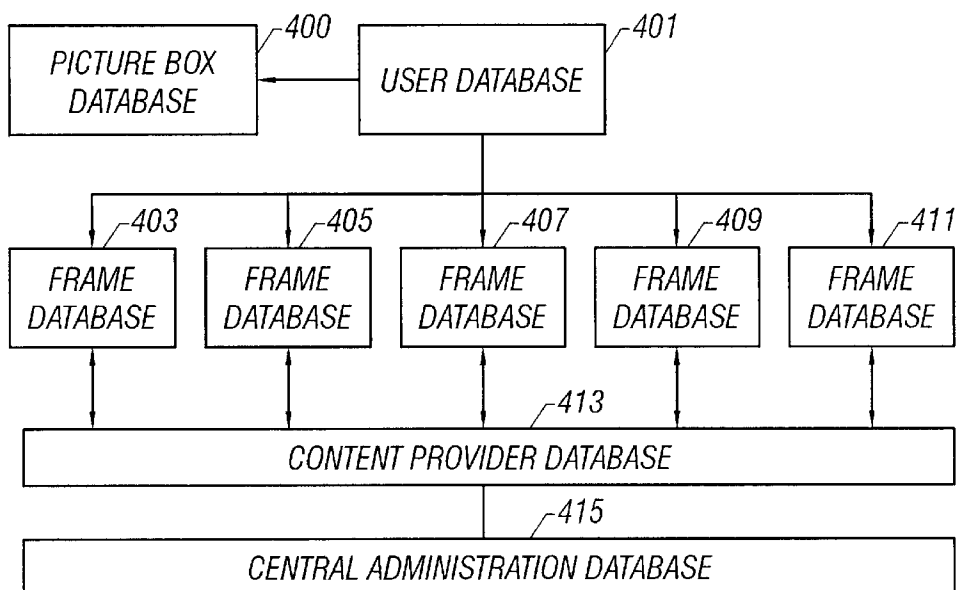 400
401
PICTURE BOX
DATABASE
USER DATABASE
403
405
407
409
411
FRAME
DATABASE
FRAME
DATABASE
FRAME
DATABASE
FRAME
DATABASE
FRAME
DATABASE
413
CONTENT PROVIDER DATABASE
415
CENTRAL ADMINISTRATION DATABASE